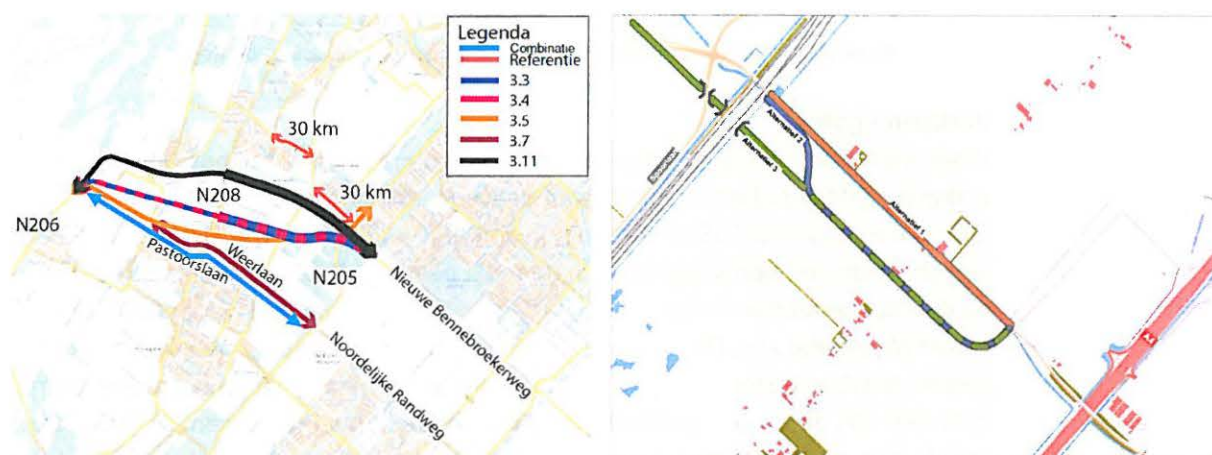 Legenda
Combinatie
Referentie
3.3
3.4
3.5
3.7
3.11
30 km
30 km
N208
N206
Weerlaan
Pastoorslaan
N205
Nieuwe Bennebroekerweg
Noordelijke Randweg
Alternatief 2
Alternatief 3
Alternatief 1
A4